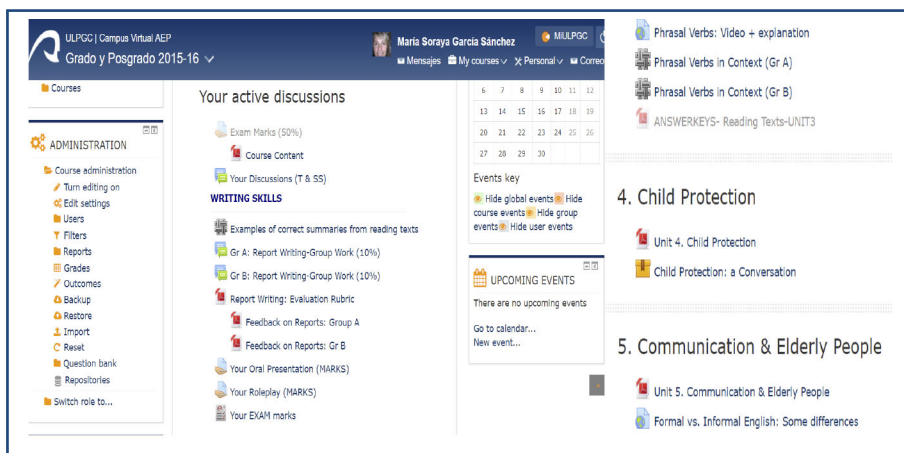 ULPGC | Campus Virtual AEP
Grado y Posgrado 2015-16
María Soraya García Sánchez
MiULPGC
Mensajes
My courses
Personal
Correo
Courses
ADMINISTRATION
Course administration
Turn editing on
Edit settings
Users
Filters
Reports
Grades
Outcomes
Backup
Restore
Import
Reset
Question bank
Repositories
Switch role to...
Your active discussions
Exam Marks (50%)
Course Content
Your Discussions (T & SS)
WRITING SKILLS
Examples of correct summaries from reading texts
Gr A: Report Writing-Group Work (10%)
Gr B: Report Writing-Group Work (10%)
Report Writing: Evaluation Rubric
Feedback on Reports: Group A
Feedback on Reports: Gr B
Your Oral Presentation (MARKS)
Your Roleplay (MARKS)
Your EXAM marks
6 7 8 9 10 11 12
13 14 15 16 17 18 19
20 21 22 23 24 25 26
27 28 29 30
Events key
Hide global events Hide
course events HIde group
events Hide user events
UPCOMING EVENTS
There are no upcoming events
Go to calendar...
New event...
Phrasal Verbs: Video + explanation
Phrasal Verbs in Context (Gr A)
Phrasal Verbs in Context (Gr B)
ANSWERKEYS- Reading Texts-UNIT3
4. Child Protection
Unit 4. Child Protection
Child Protection: a Conversation
5. Communication & Elderly People
Unit 5. Communication & Elderly People
Formal vs. Informal English: Some differences